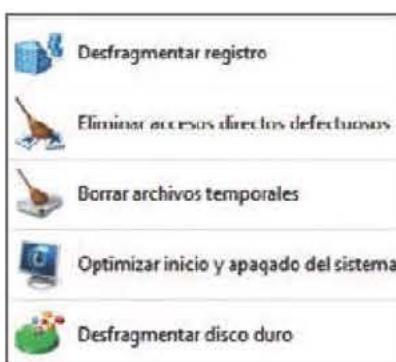 Desfragmentar registro
Eliminar accesos directos defectuosos
Borrar archivos temporales
Optimizar inicio y apagado del sistema
Desfragmentar disco duro